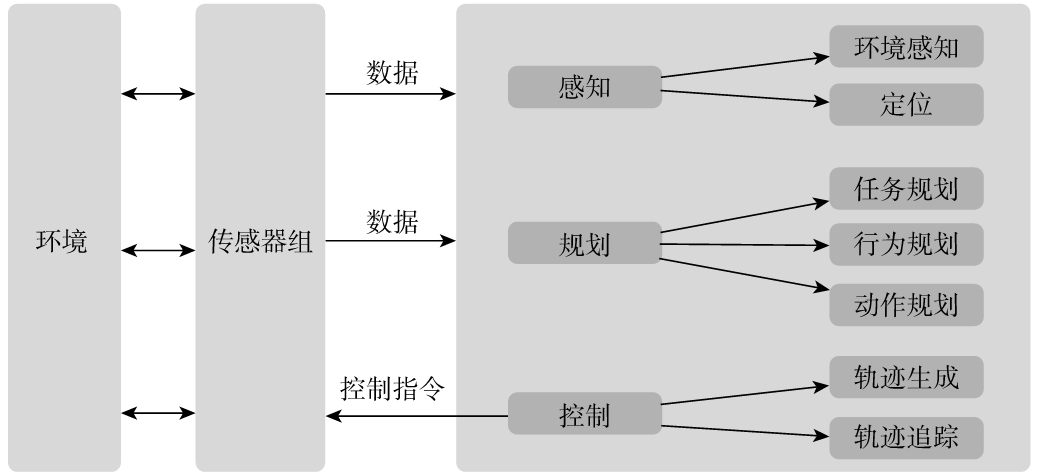 环境
传感器组
数据
数据
控制指令
感知
环境感知
定位
规划
任务规划
行为规划
动作规划
控制
轨迹生成
轨迹追踪